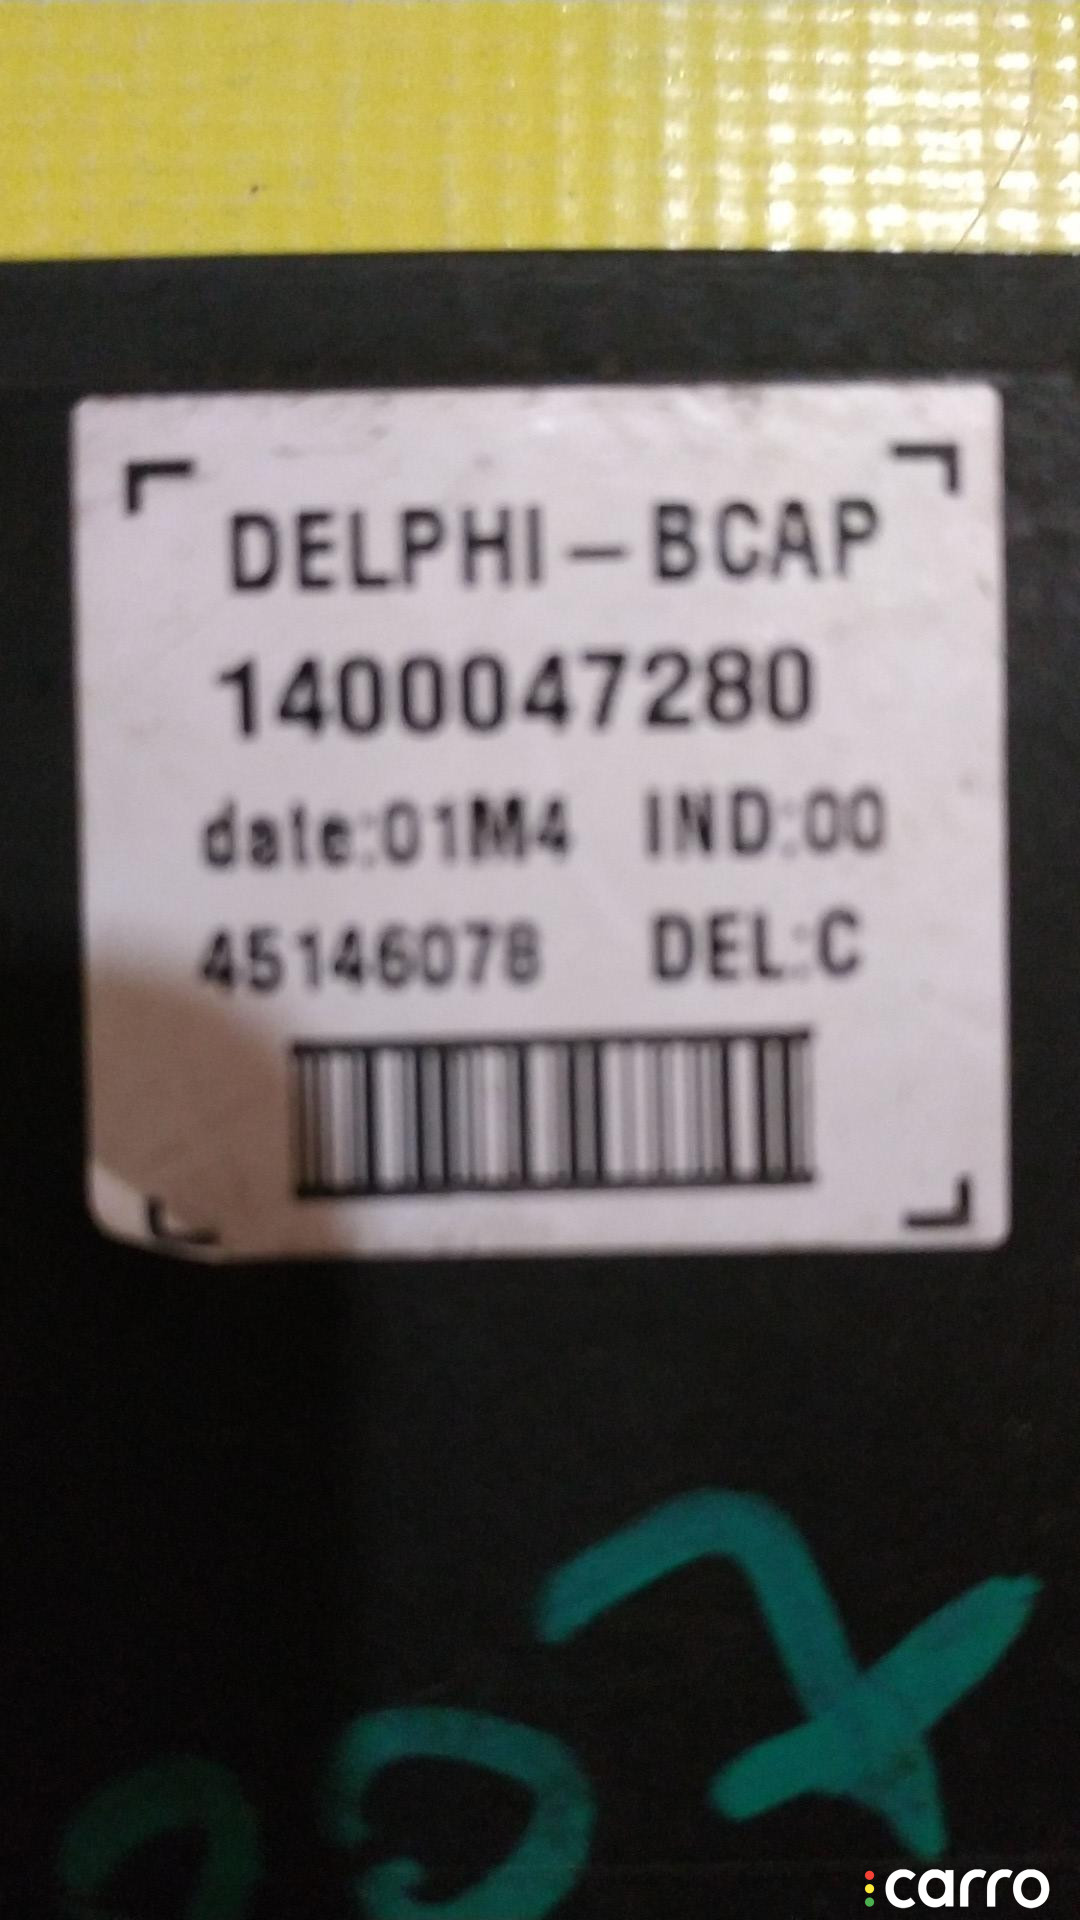 DELPHI-BCAP
1400047280
date:01M4 IND:00
45146078 DEL:C
carro